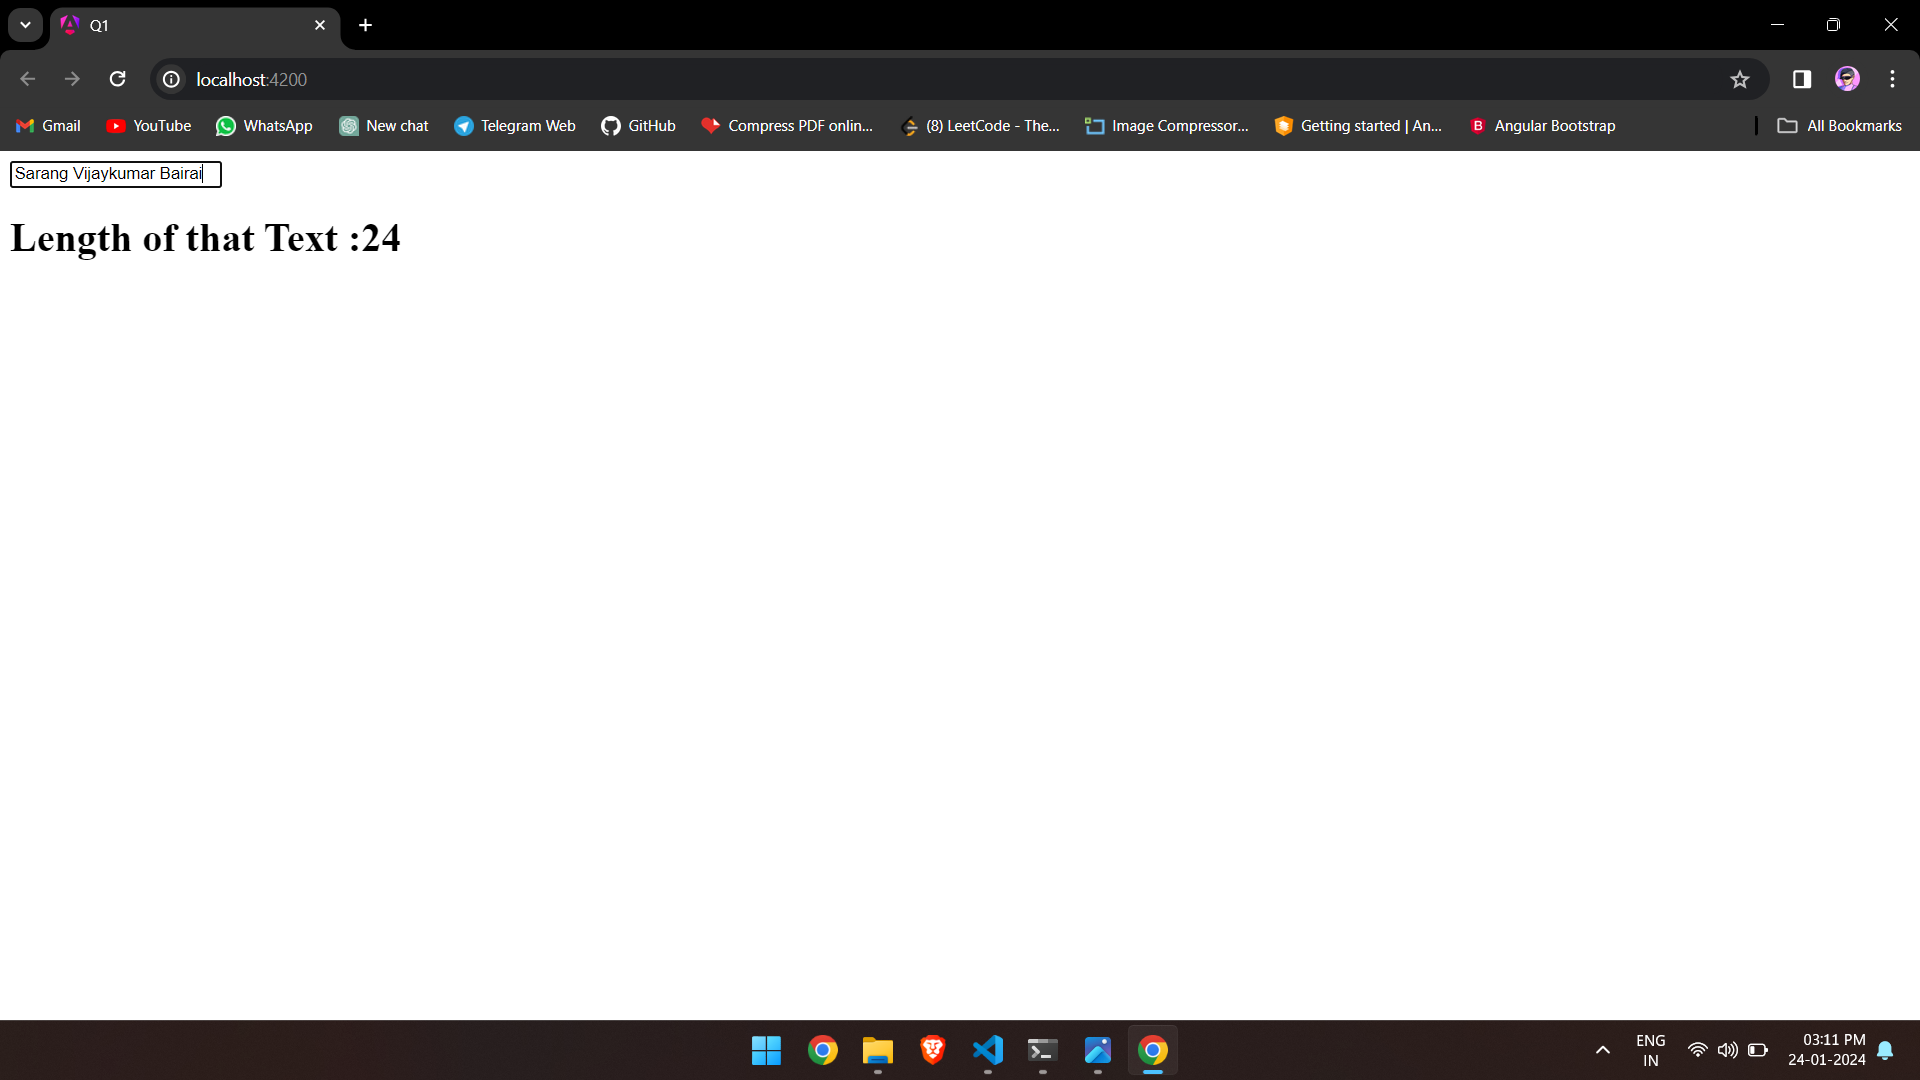 Q1
localhost:4200
Gmail YouTube WhatsApp New chat Telegram Web GitHub Compress PDF onlin... (8) LeetCode - The... Image Compressor... Getting started | An... Angular Bootstrap All Bookmarks
Sarang Vijaykumar Bairai
Length of that Text :24
ENG 03:11 PM
IN 24-01-2024